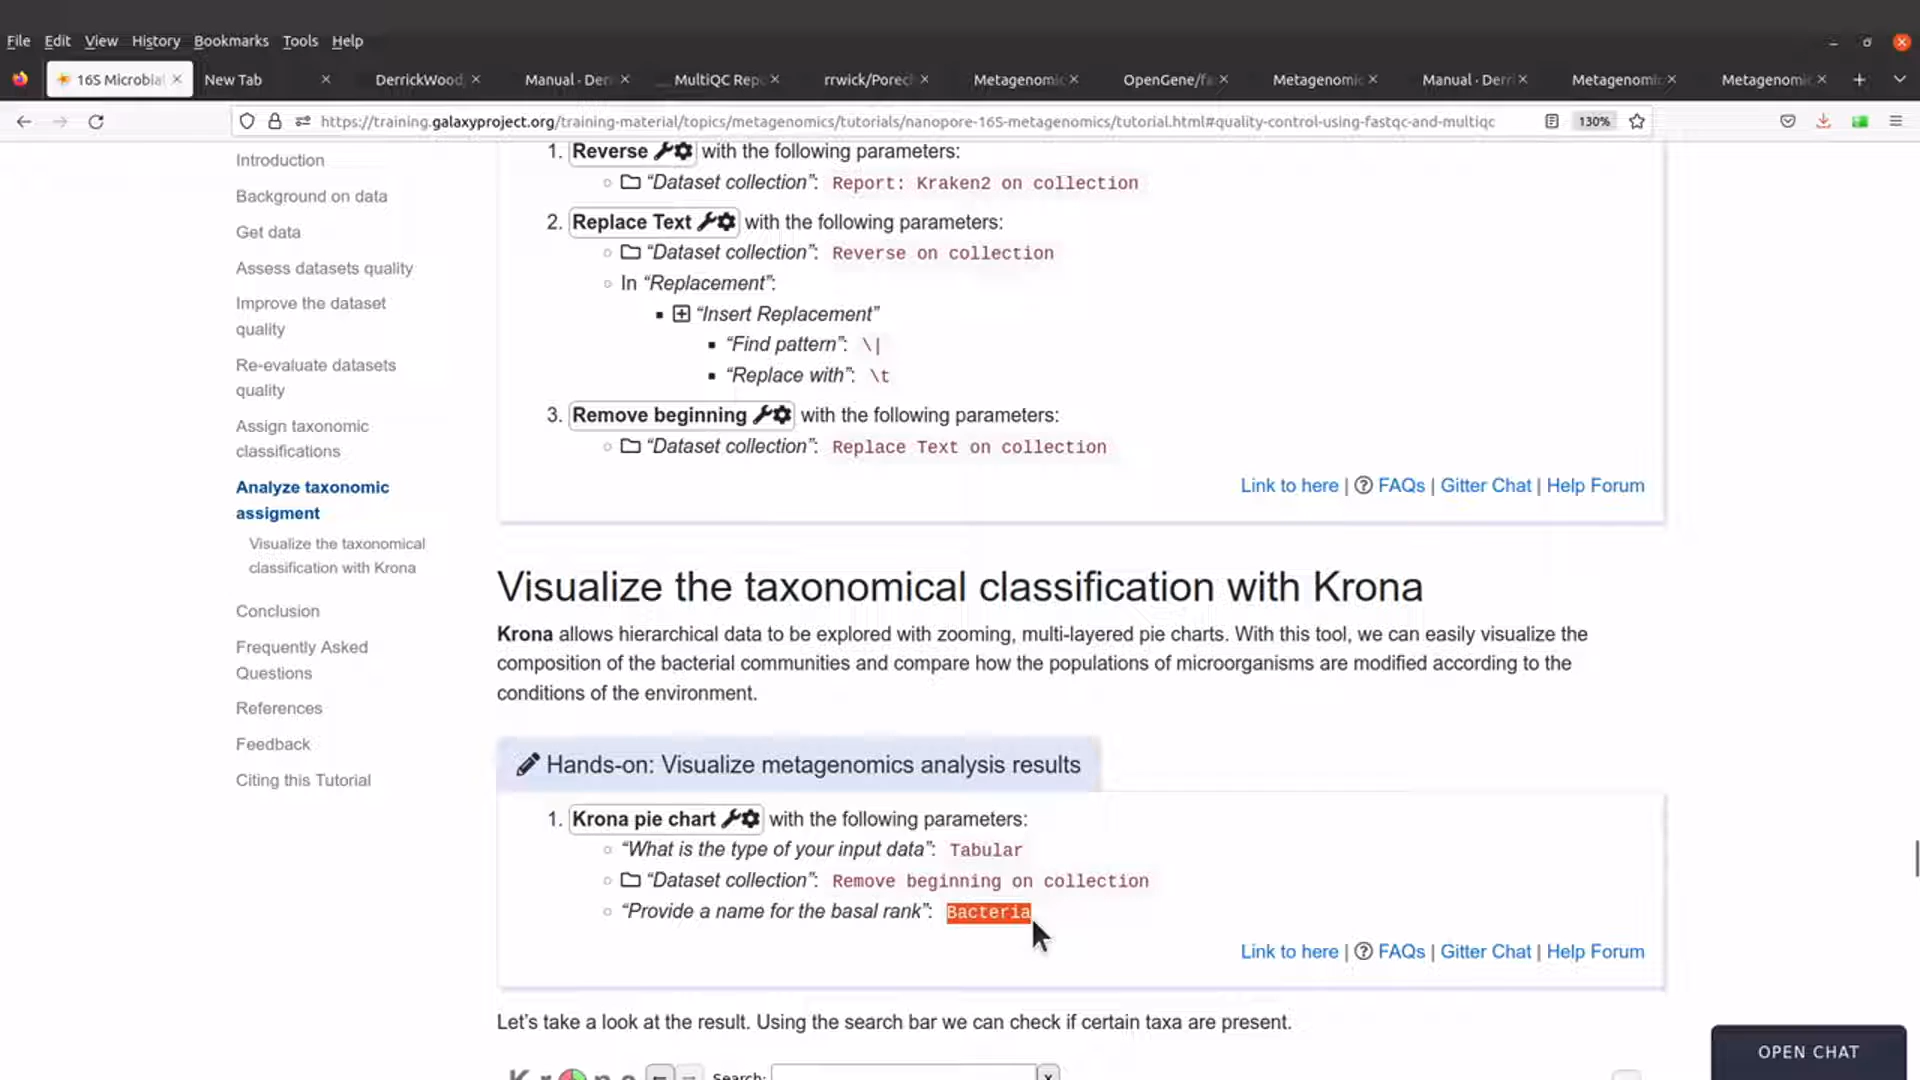 File Edit View History Bookmarks Tools Help
16S Microbial New Tab DerrickWood Manual · Der MultiQC Rep rrwick/Porech Metagenomic OpenGene/fa Metagenomic Manual · Derri Metagenomic Metagenomic
https://training.galaxyproject.org/training-material/topics/metagenomics/tutorials/nanopore-16S-metagenomics/tutorial.html#quality-control-using-fastqc-and-multiqc 130%
Introduction
Background on data
Get data
Assess datasets quality
Improve the dataset
quality
Re-evaluate datasets
quality
Assign taxonomic
classifications
Analyze taxonomic
assigment
Visualize the taxonomical
classification with Krona
Conclusion
Frequently Asked
Questions
References
Feedback
Citing this Tutorial
1. Reverse with the following parameters:
“Dataset collection”: Report: Kraken2 on collection
2. Replace Text with the following parameters:
“Dataset collection”: Reverse on collection
In “Replacement”:
“Insert Replacement”
“Find pattern”: \|
“Replace with”: \t
3. Remove beginning with the following parameters:
“Dataset collection”: Replace Text on collection
Link to here | FAQs | Gitter Chat | Help Forum
Visualize the taxonomical classification with Krona
Krona allows hierarchical data to be explored with zooming, multi-layered pie charts. With this tool, we can easily visualize the
composition of the bacterial communities and compare how the populations of microorganisms are modified according to the
conditions of the environment.
Hands-on: Visualize metagenomics analysis results
1. Krona pie chart with the following parameters:
“What is the type of your input data”: Tabular
“Dataset collection”: Remove beginning on collection
“Provide a name for the basal rank”: Bacteria
Link to here | FAQs | Gitter Chat | Help Forum
Let’s take a look at the result. Using the search bar we can check if certain taxa are present.
Search: x
OPEN CHAT